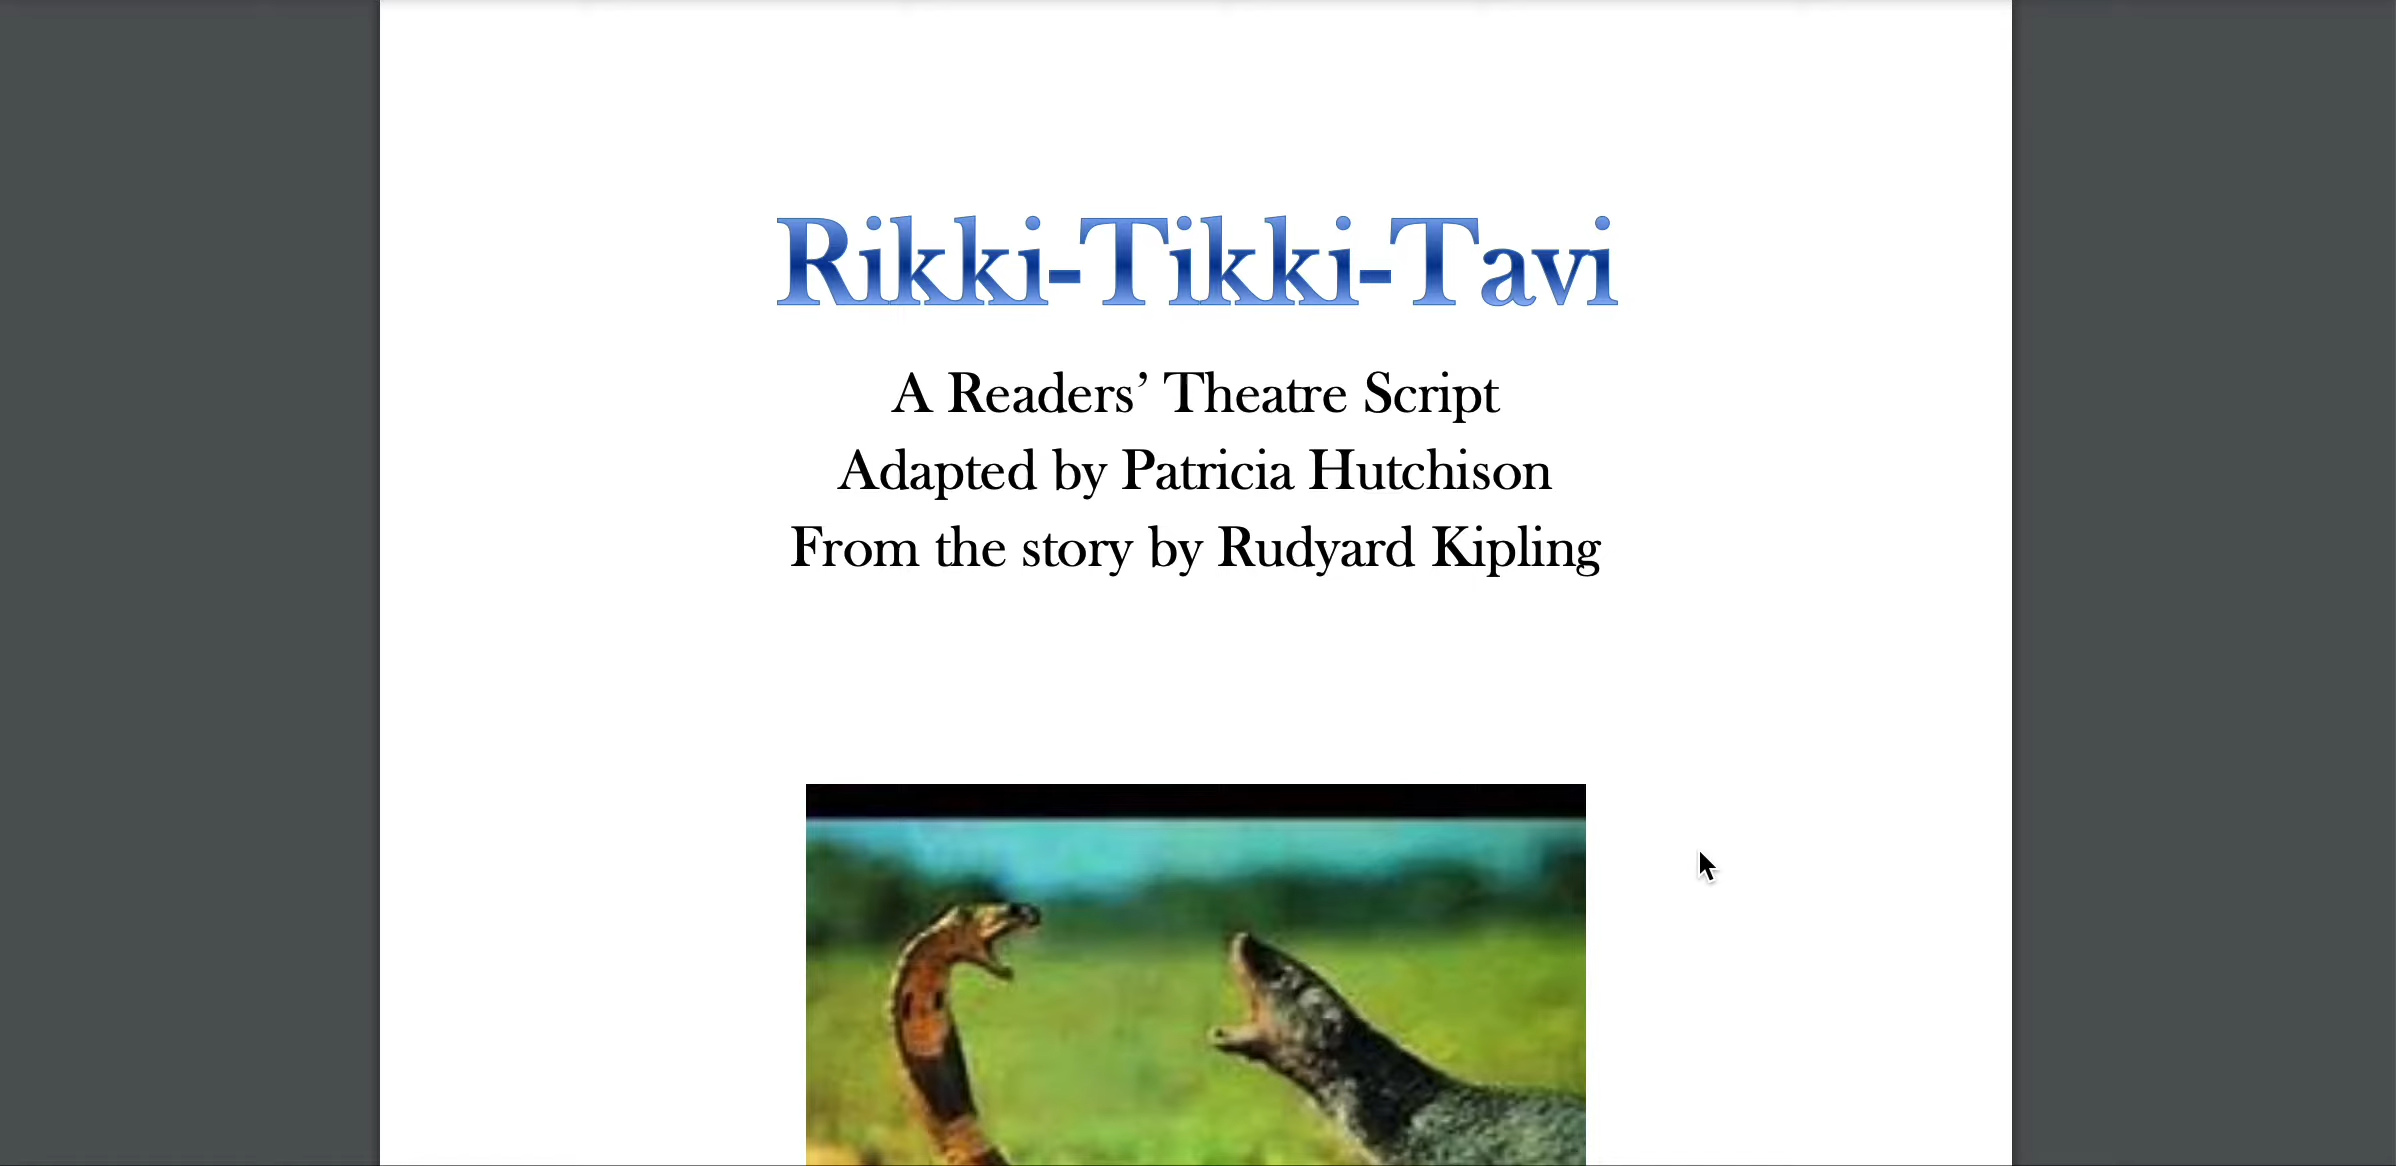 Rikki-Tikki-Tavi
A Readers’ Theatre Script
Adapted by Patricia Hutchison
From the story by Rudyard Kipling